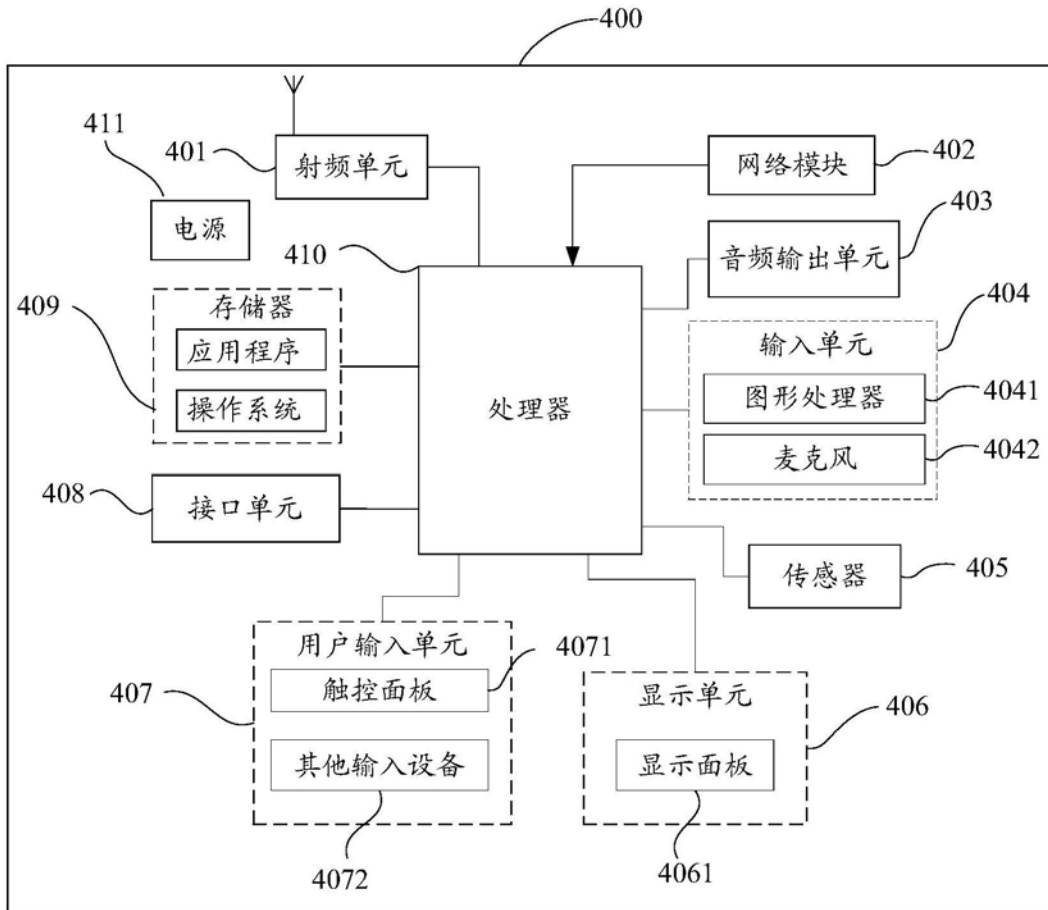 400
411
401
射频单元
网络模块
402
电源
410
音频输出单元
403
409
存储器
应用程序
操作系统
处理器
404
输入单元
图形处理器
4041
麦克风
4042
408
接口单元
传感器
405
407
用户输入单元
4071
触控面板
其他输入设备
4072
显示单元
406
显示面板
4061